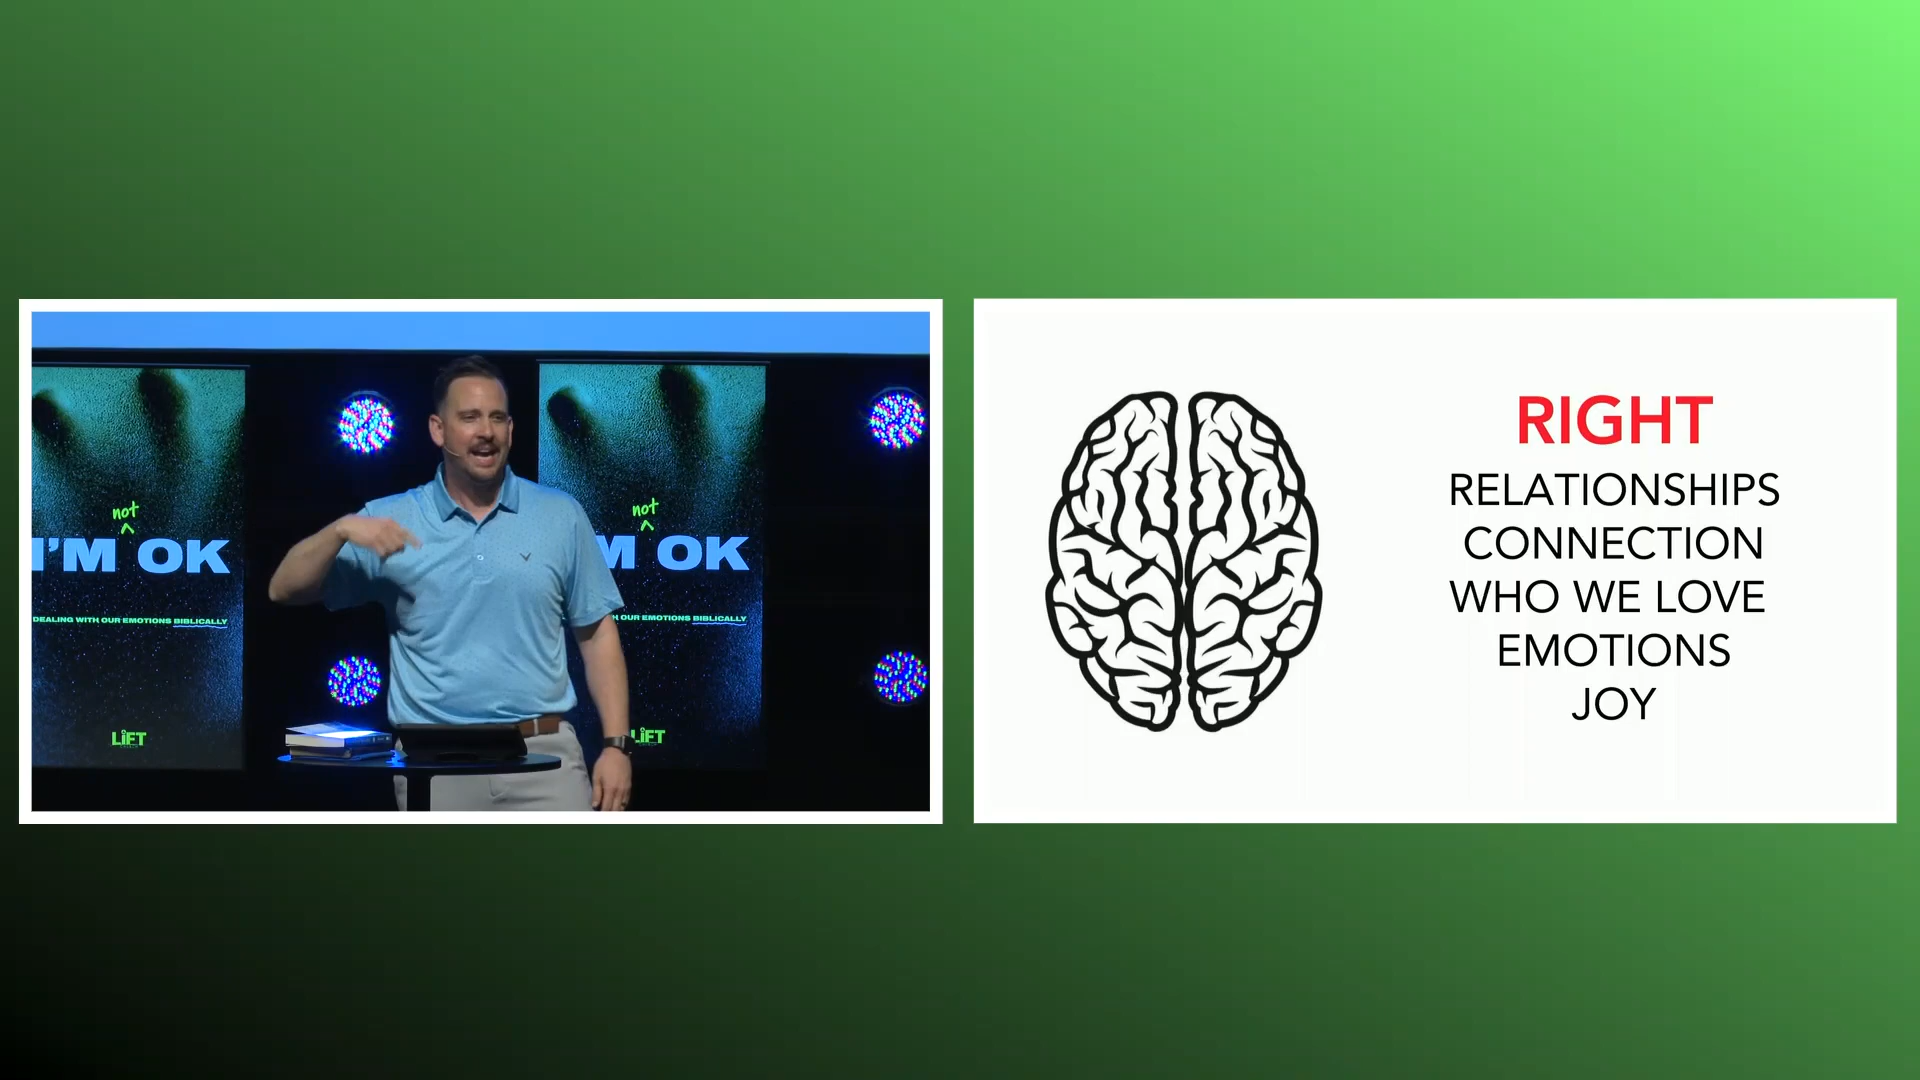 not
^
I'M OK
DEALING WITH OUR EMOTIONS BIBLICALLY
LiFT
not
^
M OK
OUR EMOTIONS BIBLICALLY
LiFT
RIGHT
RELATIONSHIPS
CONNECTION
WHO WE LOVE
EMOTIONS
JOY